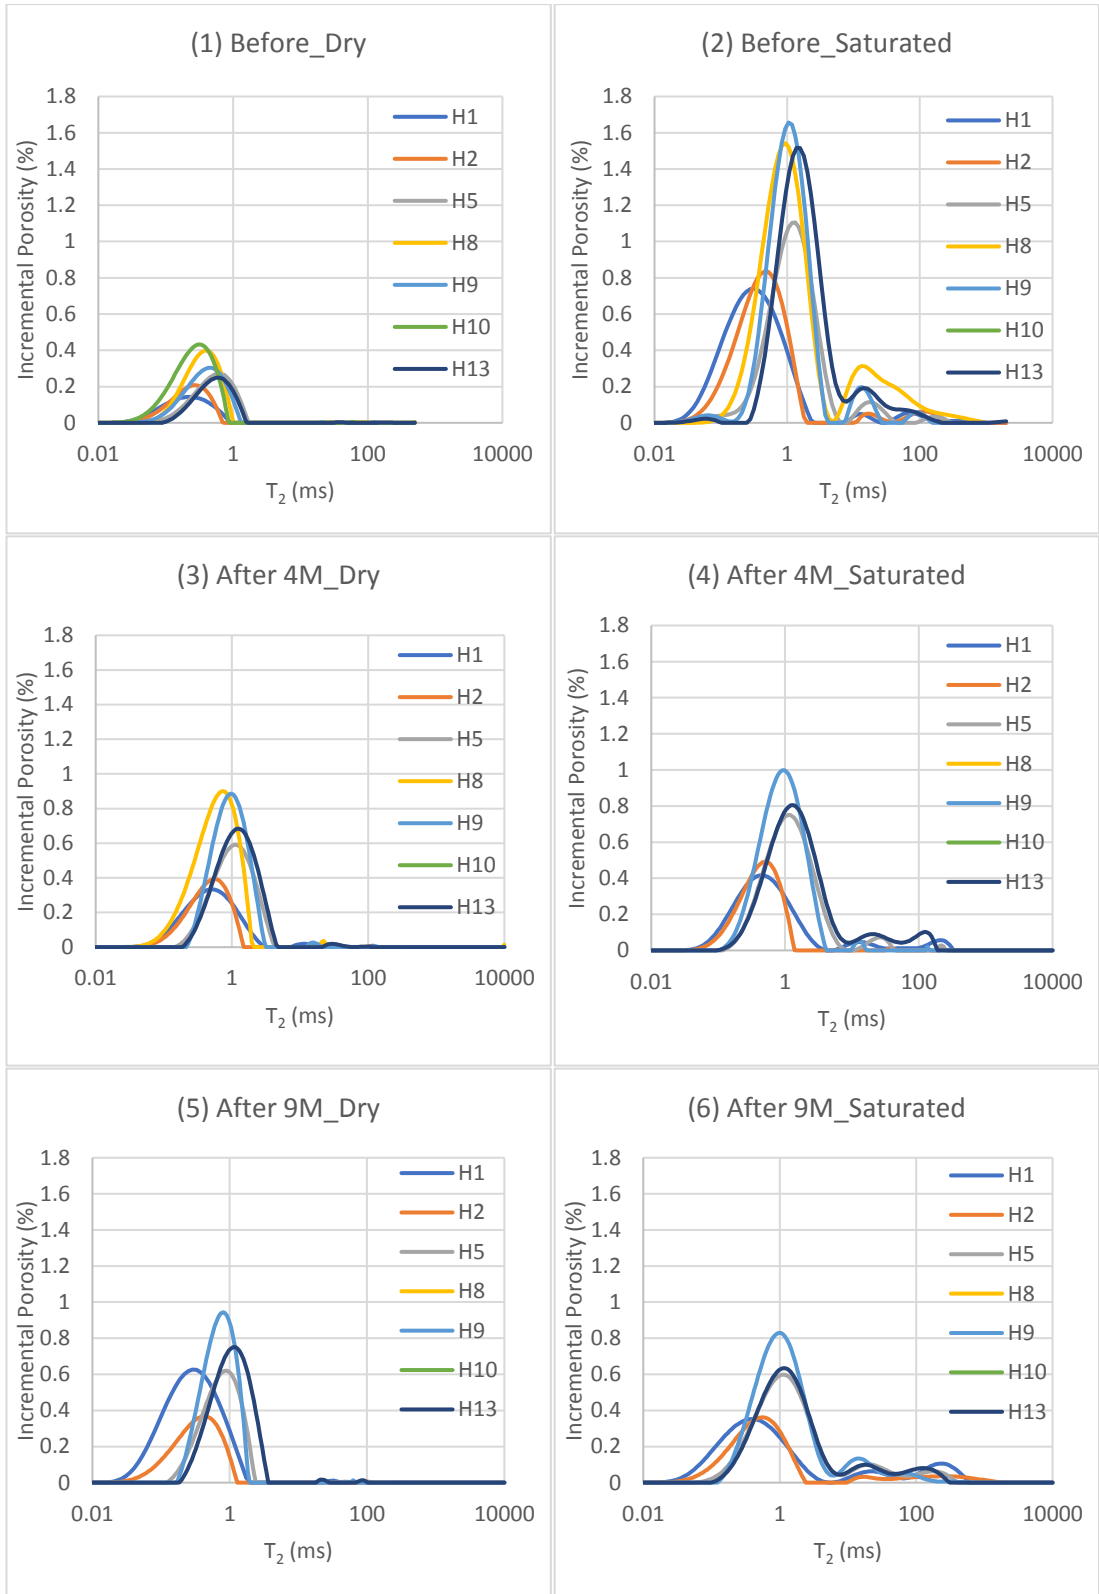 (1) Before_Dry
Incremental Porosity (%)
1.8
1.6
1.4
1.2
1
0.8
0.6
0.4
0.2
0
0.01
1
100
10000
T2 (ms)
H1
H2
H5
H8
H9
H10
H13
(2) Before_Saturated
Incremental Porosity (%)
1.8
1.6
1.4
1.2
1
0.8
0.6
0.4
0.2
0
0.01
1
100
10000
T2 (ms)
H1
H2
H5
H8
H9
H10
H13
(3) After 4M_Dry
Incremental Porosity (%)
1.8
1.6
1.4
1.2
1
0.8
0.6
0.4
0.2
0
0.01
1
100
10000
T2 (ms)
H1
H2
H5
H8
H9
H10
H13
(4) After 4M_Saturated
Incremental Porosity (%)
1.8
1.6
1.4
1.2
1
0.8
0.6
0.4
0.2
0
0.01
1
100
10000
T2 (ms)
H1
H2
H5
H8
H9
H10
H13
(5) After 9M_Dry
Incremental Porosity (%)
1.8
1.6
1.4
1.2
1
0.8
0.6
0.4
0.2
0
0.01
1
100
10000
T2 (ms)
H1
H2
H5
H8
H9
H10
H13
(6) After 9M_Saturated
Incremental Porosity (%)
1.8
1.6
1.4
1.2
1
0.8
0.6
0.4
0.2
0
0.01
1
100
10000
T2 (ms)
H1
H2
H5
H8
H9
H10
H13